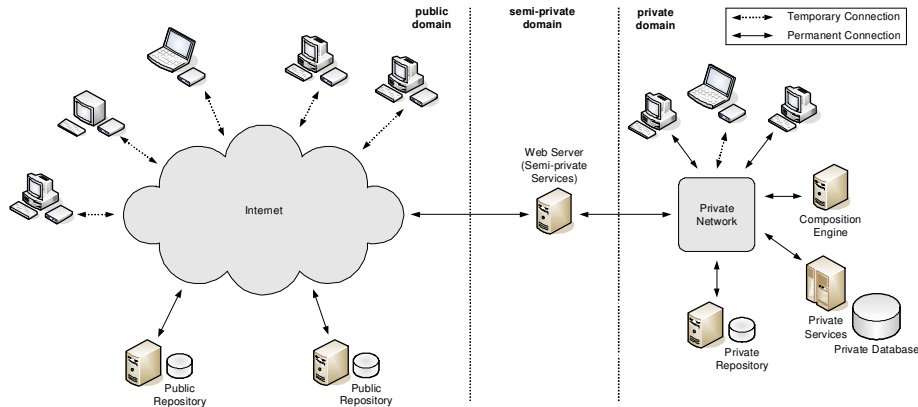 public
domain
semi-private
domain
private
domain
Temporary Connection
Permanent Connection
Web Server
(Semi-private
Services)
Internet
Private
Network
Composition
Engine
Private
Services
Private Database
Private
Repository
Public
Repository
Public
Repository